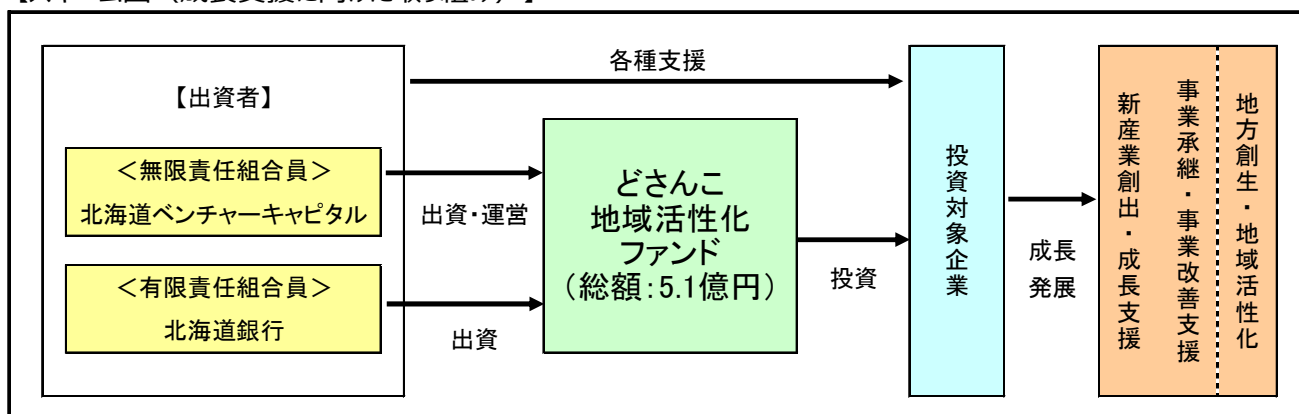 各種支援
【出資者】
＜無限責任組合員＞
北海道ベンチャーキャピタル
出資・運営
＜有限責任組合員＞
北海道銀行
出資
どさんこ
地域活性化
ファンド
（総額：5.1億円）
投資
投資対象企業
成長
発展
新産業創出・成長支援
事業承継・事業改善支援
地方創生・地域活性化